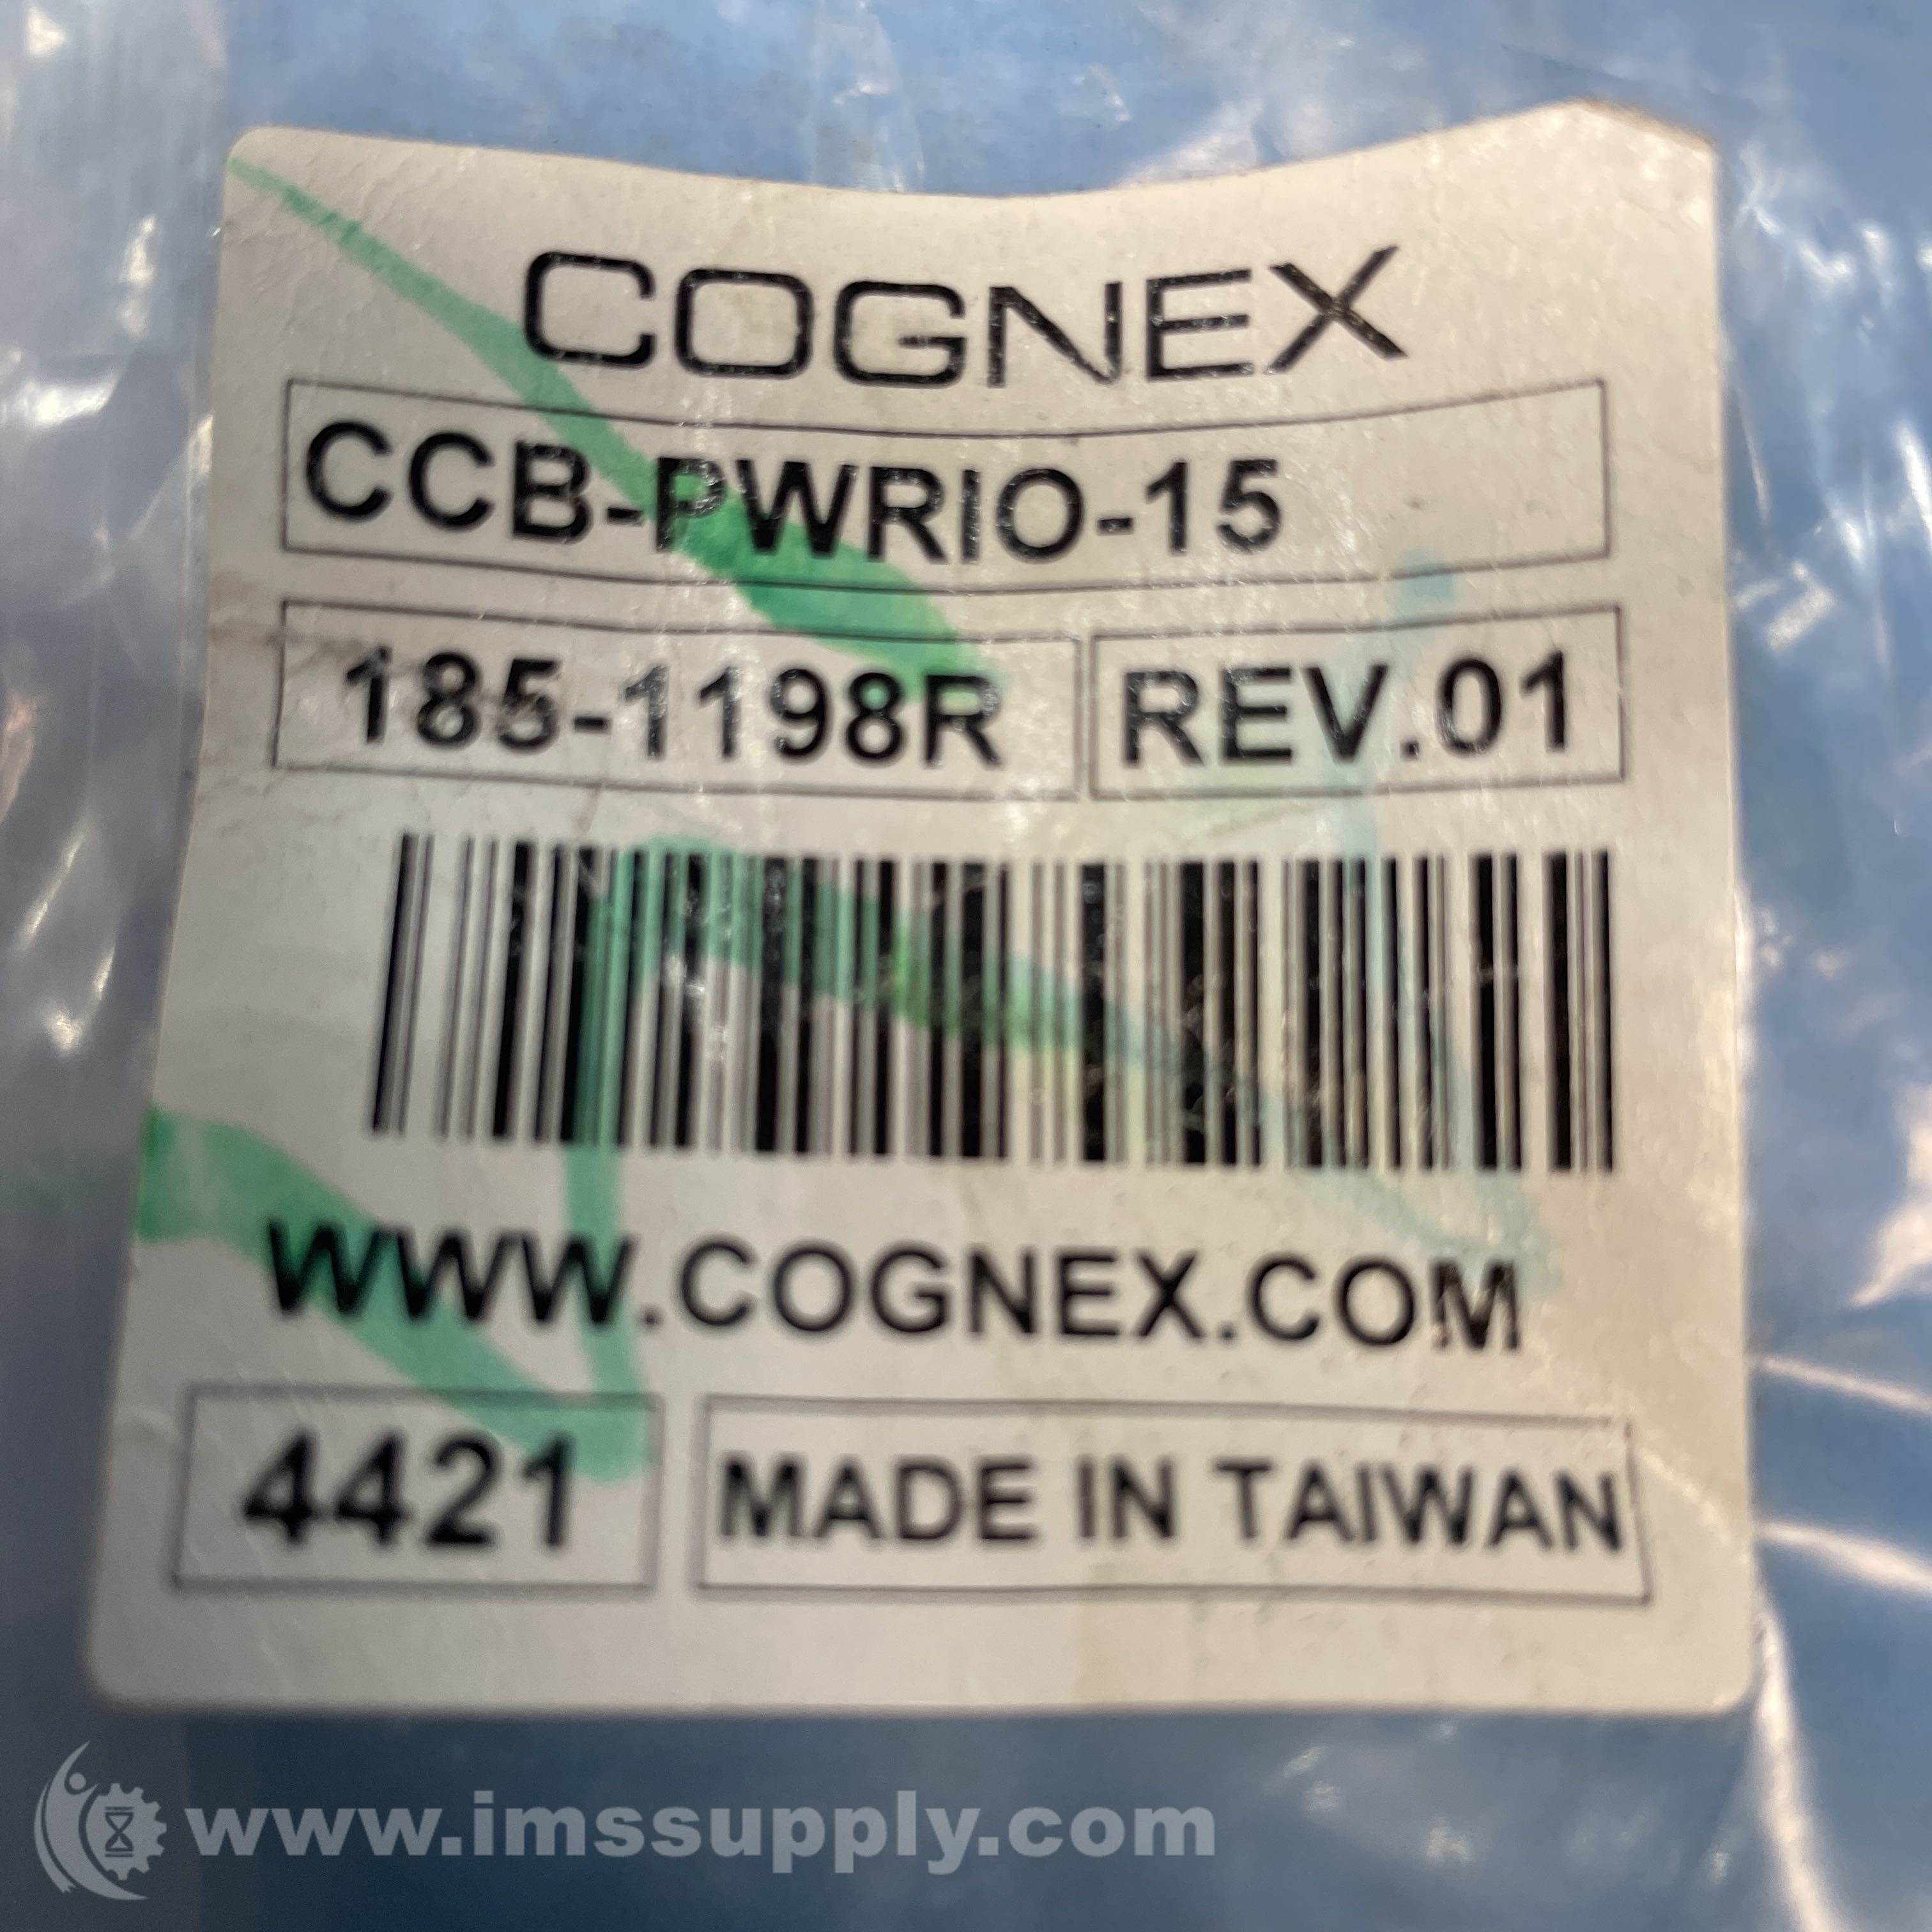 COGNEX
CCB-PWRIO-15
185-1198R REV.01
WWW.COGNEX.COM
4421 MADE IN TAIWAN
www.imssupply.com